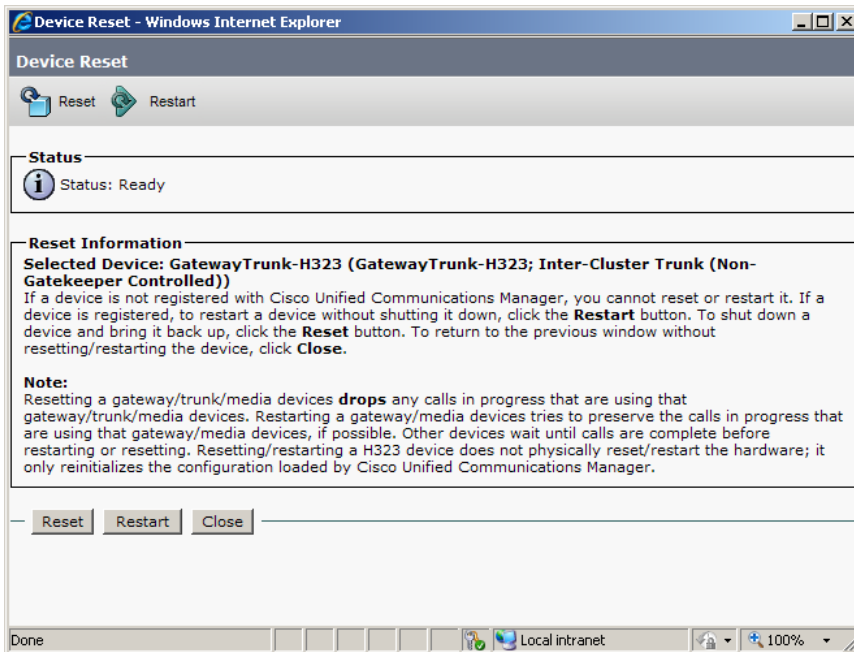 Device Reset - Windows Internet Explorer
Device Reset
Reset Restart
Status
Status: Ready
Reset Information
Selected Device: GatewayTrunk-H323 (GatewayTrunk-H323; Inter-Cluster Trunk (Non-
Gatekeeper Controlled))
If a device is not registered with Cisco Unified Communications Manager, you cannot reset or restart it. If a
device is registered, to restart a device without shutting it down, click the Restart button. To shut down a
device and bring it back up, click the Reset button. To return to the previous window without
resetting/restarting the device, click Close.
Note:
Resetting a gateway/trunk/media devices drops any calls in progress that are using that
gateway/trunk/media devices. Restarting a gateway/media devices tries to preserve the calls in progress that
are using that gateway/media devices, if possible. Other devices wait until calls are complete before
restarting or resetting. Resetting/restarting a H323 device does not physically reset/restart the hardware; it
only reinitializes the configuration loaded by Cisco Unified Communications Manager.
Reset Restart Close
Done Local intranet 100%